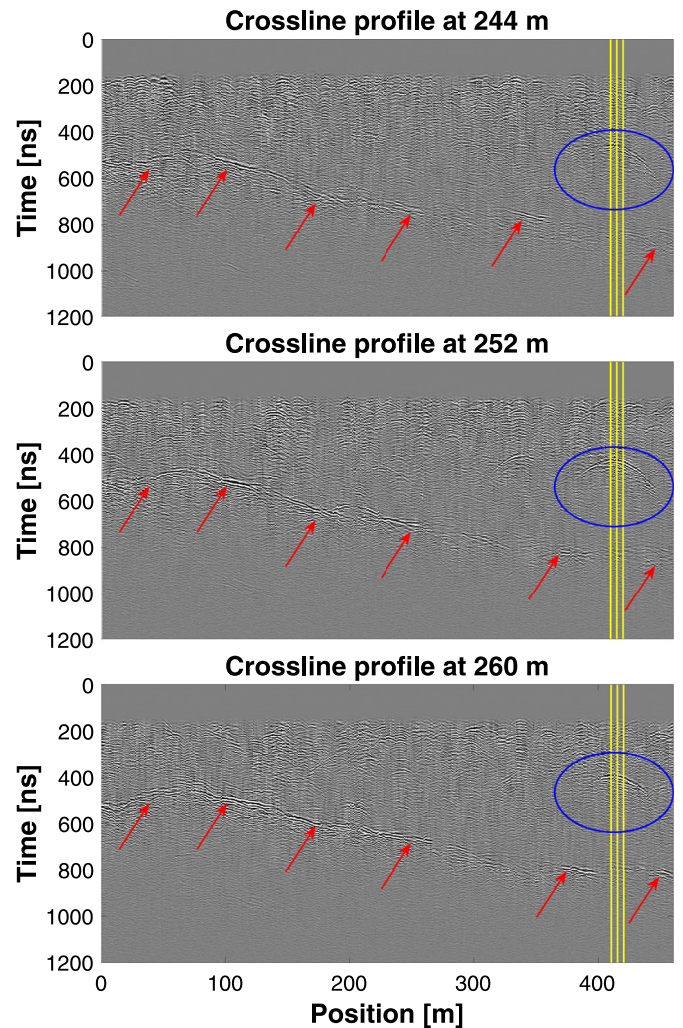 Crossline profile at 244 m
0
200
400
600
800
1000
1200
Time [ns]
Crossline profile at 252 m
0
200
400
600
800
1000
1200
Time [ns]
Crossline profile at 260 m
0
200
400
600
800
1000
1200
Time [ns]
0 100 200 300 400
Position [m]